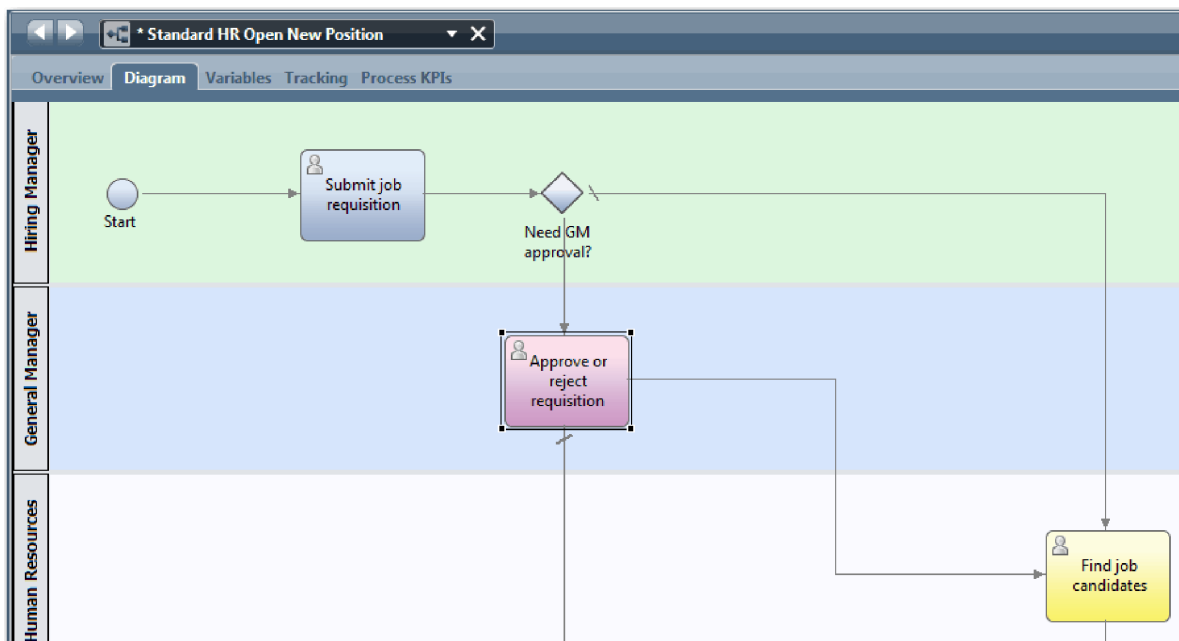 * Standard HR Open New Position
Overview Diagram Variables Tracking Process KPIs
Hiring Manager
Start
Submit job
requisition
Need GM
approval?
General Manager
Approve or
reject
requisition
Human Resources
Find job
candidates